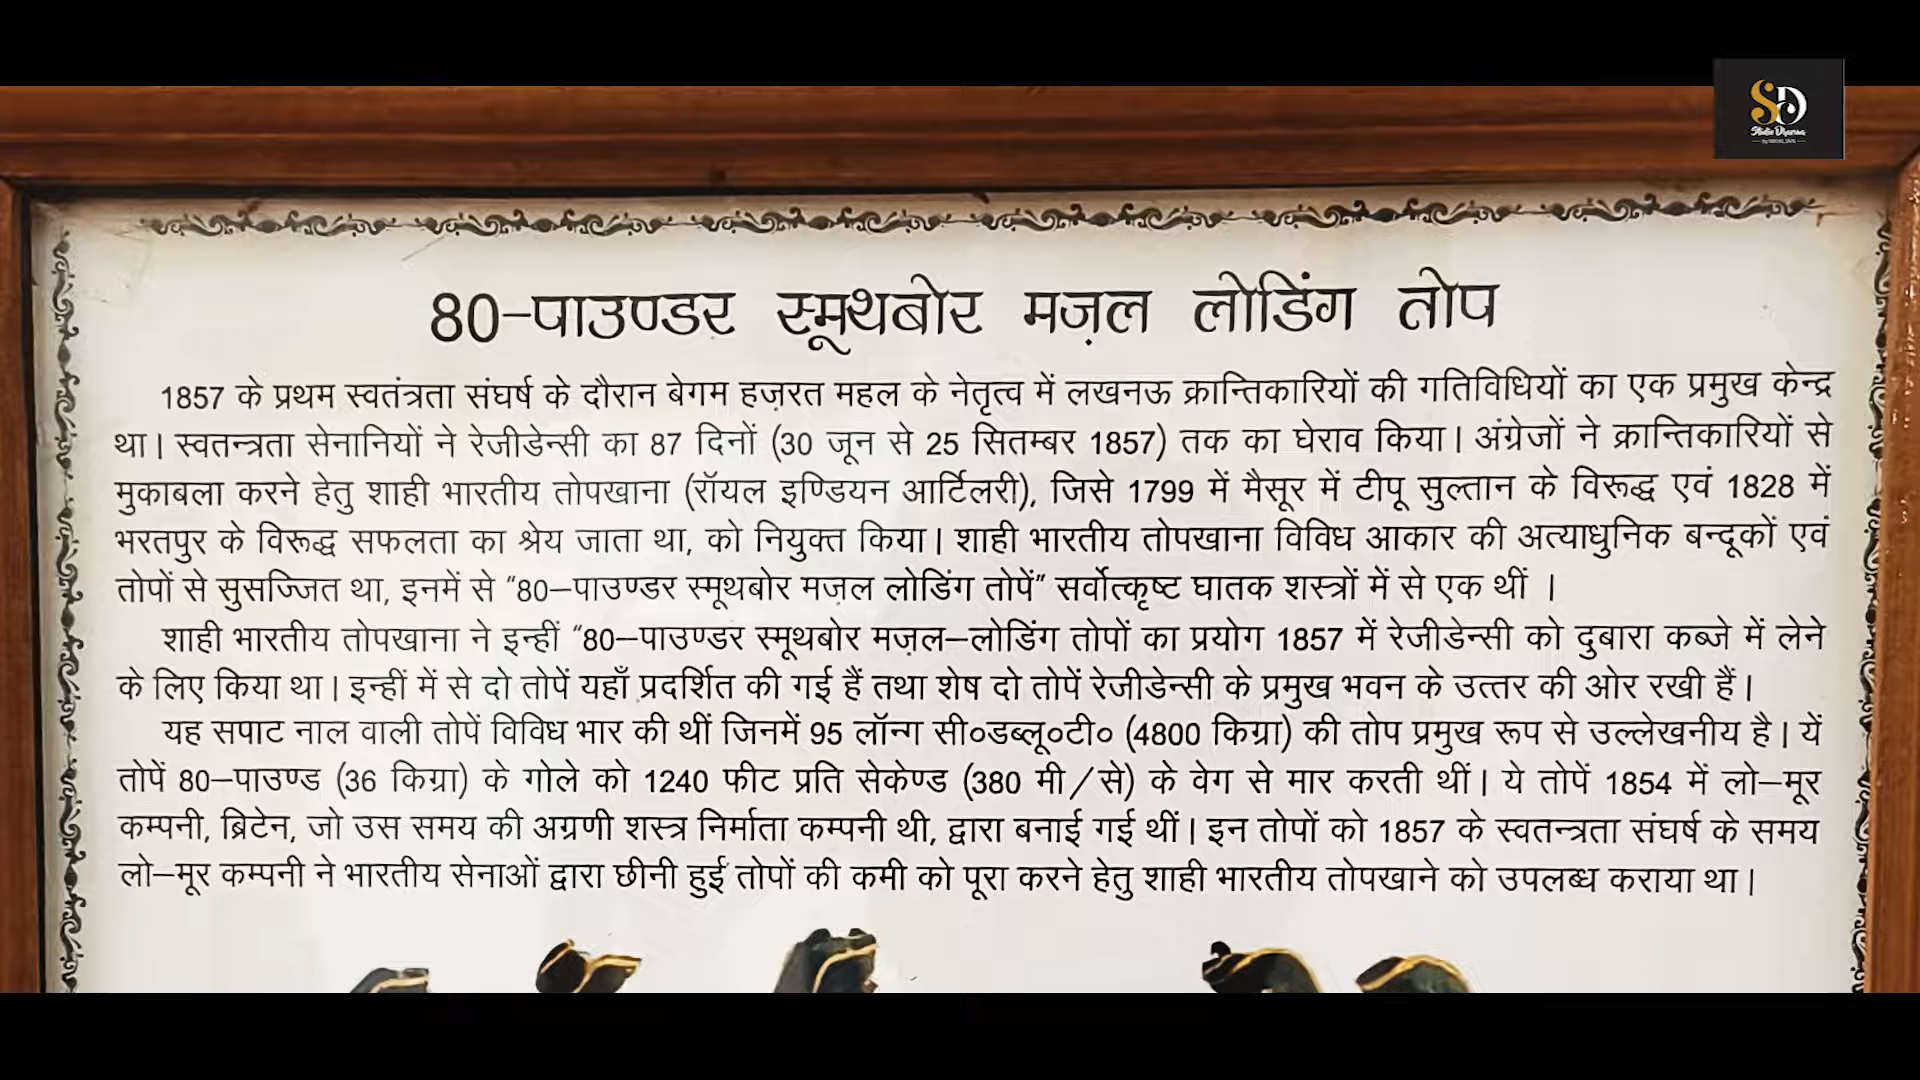 SD
Studio Dharma
80-पाउण्डर स्मूथबोर मज़ल लोडिंग तोप
1857 के प्रथम स्वतंत्रता संघर्ष के दौरान बेगम हज़रत महल के नेतृत्व में लखनऊ क्रान्तिकारियों की गतिविधियों का एक प्रमुख केन्द्र
था। स्वतन्त्रता सेनानियों ने रेजीडेन्सी का 87 दिनों (30 जून से 25 सितम्बर 1857) तक का घेराव किया। अंग्रेजों ने क्रान्तिकारियों से
मुकाबला करने हेतु शाही भारतीय तोपखाना (रॉयल इण्डियन आर्टिलरी), जिसे 1799 में मैसूर में टीपू सुल्तान के विरूद्ध एवं 1828 में
भरतपुर के विरूद्ध सफलता का श्रेय जाता था, को नियुक्त किया। शाही भारतीय तोपखाना विविध आकार की अत्याधुनिक बन्दूकों एवं
तोपों से सुसज्जित था, इनमें से “80–पाउण्डर स्मूथबोर मज़ल लोडिंग तोपें” सर्वोत्कृष्ट घातक शस्त्रों में से एक थीं ।
शाही भारतीय तोपखाना ने इन्हीं “80–पाउण्डर स्मूथबोर मज़ल–लोडिंग तोपों का प्रयोग 1857 में रेजीडेन्सी को दुबारा कब्जे में लेने
के लिए किया था। इन्हीं में से दो तोपें यहाँ प्रदर्शित की गई हैं तथा शेष दो तोपें रेजीडेन्सी के प्रमुख भवन के उत्तर की ओर रखी हैं।
यह सपाट नाल वाली तोपें विविध भार की थीं जिनमें 95 लॉन्ग सी०डब्लू०टी० (4800 किग्रा) की तोप प्रमुख रूप से उल्लेखनीय है। यें
तोपें 80–पाउण्ड (36 किग्रा) के गोले को 1240 फीट प्रति सेकेण्ड (380 मी/से) के वेग से मार करती थीं। ये तोपें 1854 में लो–मूर
कम्पनी, ब्रिटेन, जो उस समय की अग्रणी शस्त्र निर्माता कम्पनी थी, द्वारा बनाई गई थीं। इन तोपों को 1857 के स्वतन्त्रता संघर्ष के समय
लो–मूर कम्पनी ने भारतीय सेनाओं द्वारा छीनी हुई तोपों की कमी को पूरा करने हेतु शाही भारतीय तोपखाने को उपलब्ध कराया था।